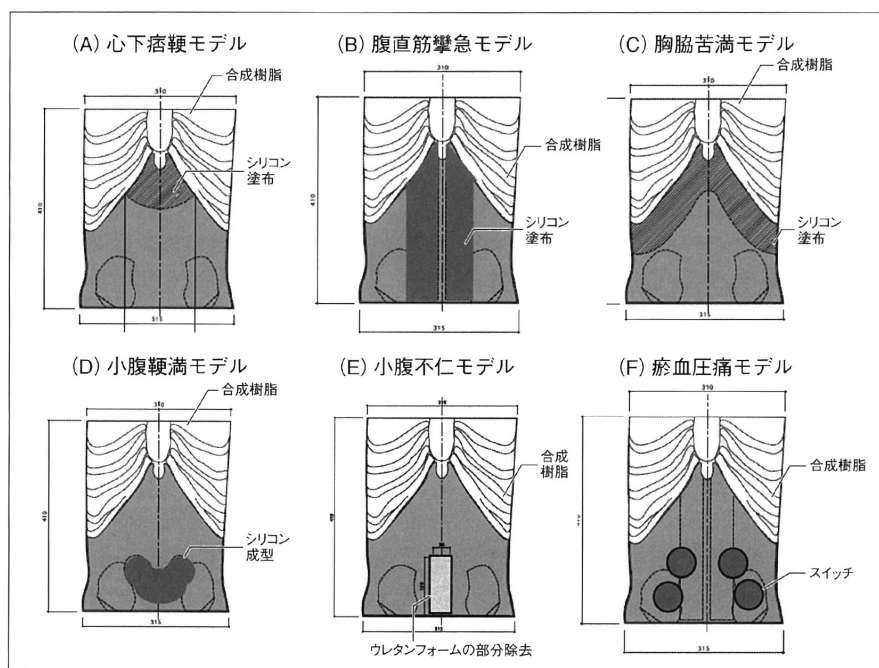 (A) 心下痞鞕モデル
310
合成樹脂
410
シリコン
塗布
315
(B) 腹直筋攣急モデル
310
410
合成樹脂
シリコン
塗布
315
(C) 胸脇苦満モデル
310
合成樹脂
シリコン
塗布
315
(D) 小腹鞕満モデル
310
合成樹脂
410
シリコン
成型
315
(E) 小腹不仁モデル
合成
樹脂
315
ウレタンフォームの部分除去
(F) 瘀血圧痛モデル
310
合成樹脂
スイッチ
315